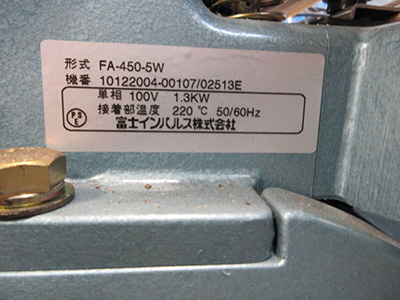 形式 FA-450-5W
機番 10122004-00107/02513E
単相 100V 1.3KW
接着部温度 220 ℃ 50/60Hz
PSE 富士インパルス株式会社